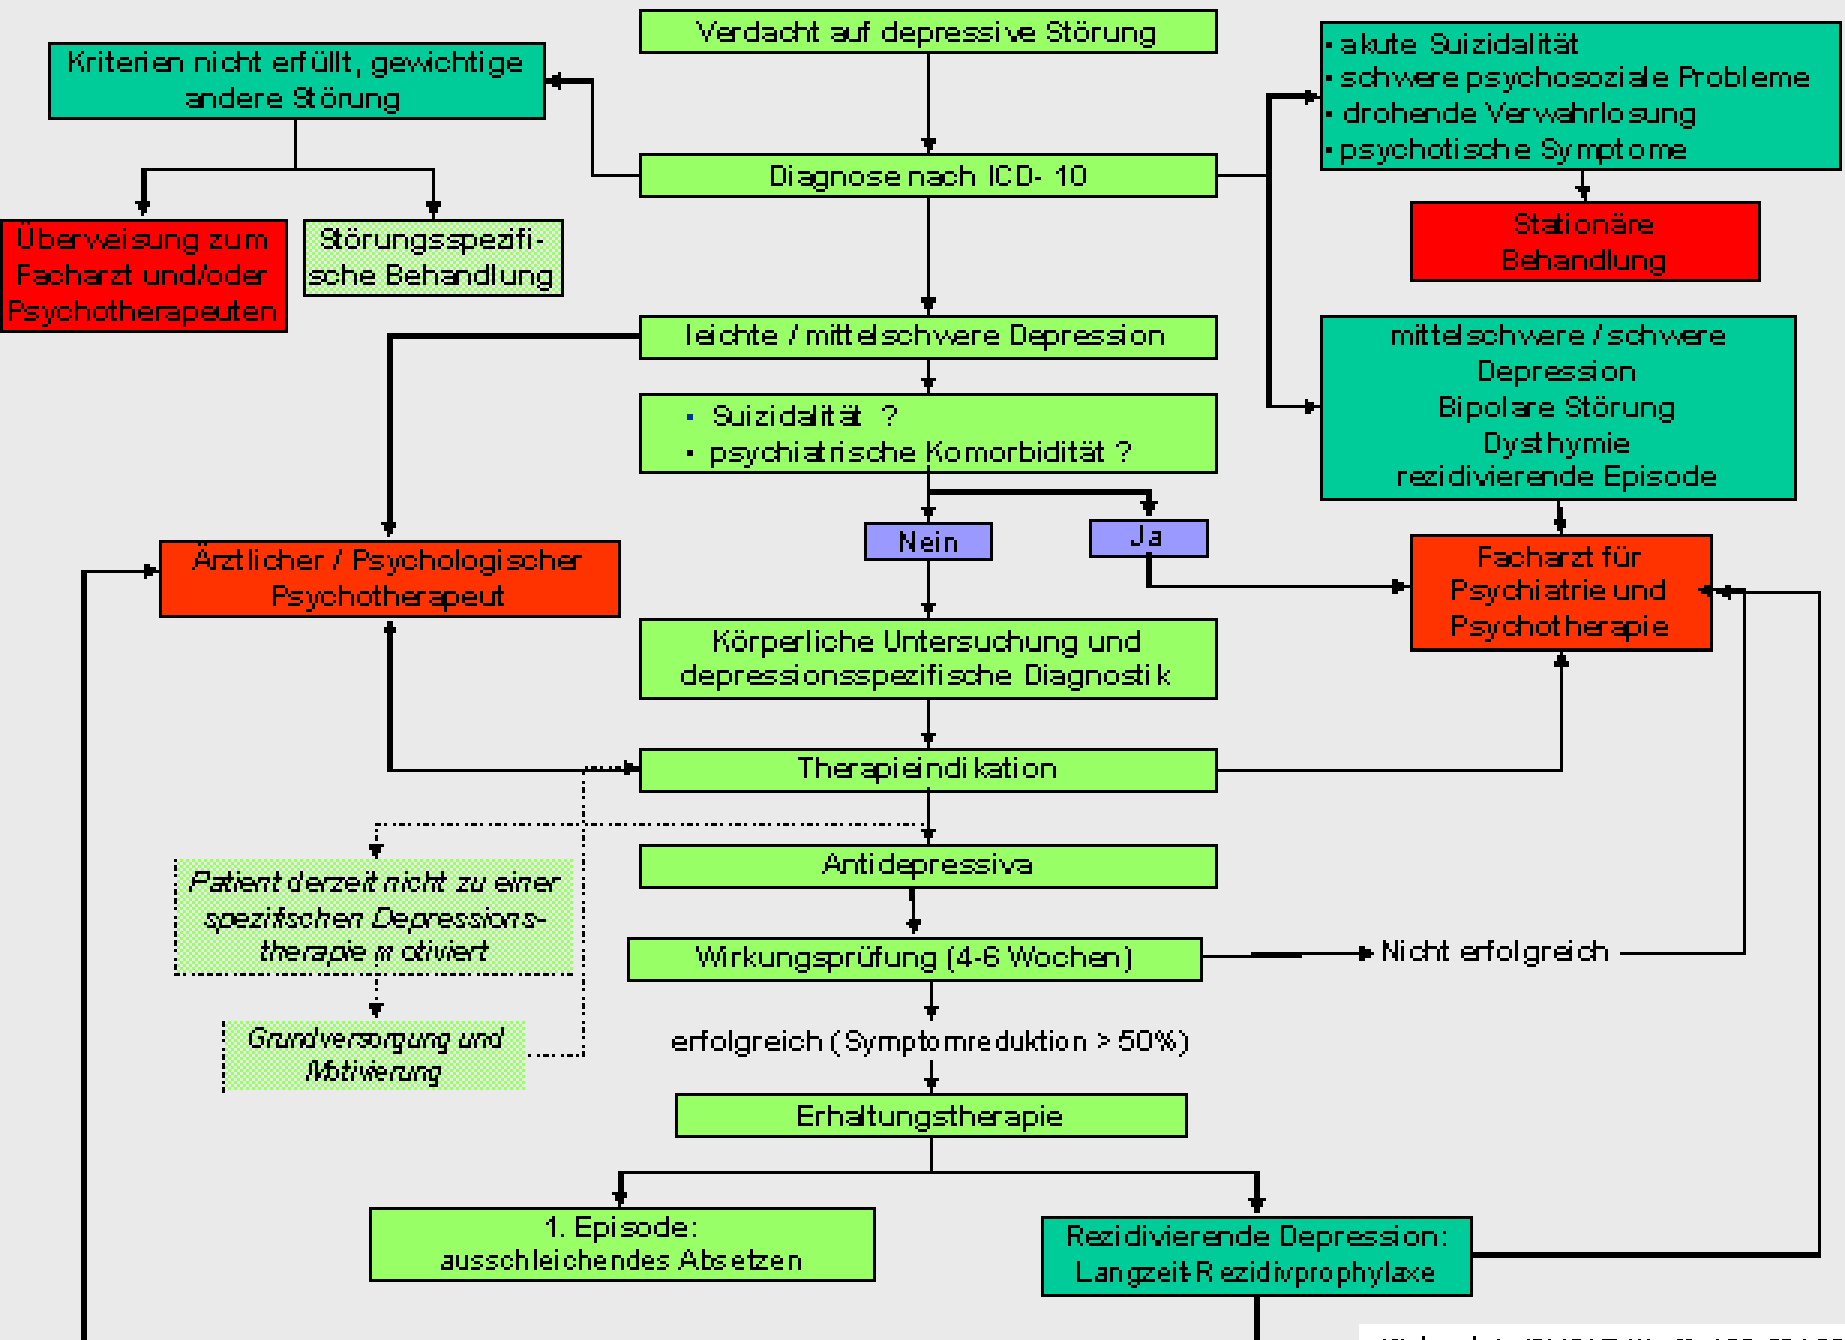 Verdacht auf depressive Störung
Kriterien nicht erfüllt, gewichtige
andere Störung
• akute Suizidalität
• schwere psychosoziale Probleme
• drohende Verwahrlosung
• psychotische Symptome
Diagnose nach ICD- 10
Überweisung zum
Facharzt und/oder
Psychotherapeuten
Störungsspezifi-
sche Behandlung
Stationäre
Behandlung
leichte / mittelschwere Depression
mittelschwere / schwere
Depression
Bipolare Störung
Dysthymie
rezidivierende Episode
• Suizidalität ?
• psychiatrische Komorbidität ?
Nein
Ja
Ärztlicher / Psychologischer
Psychotherapeut
Facharzt für
Psychiatrie und
Psychotherapie
Körperliche Untersuchung und
depressionsspezifische Diagnostik
Therapieindikation
Antidepressiva
Patient derzeit nicht zu einer
spezifischen Depressions-
therapie motiviert
Wirkungsprüfung (4-6 Wochen)
Nicht erfolgreich
Grundversorgung und
Motivierung
erfolgreich (Symptomreduktion > 50%)
Erhaltungstherapie
1. Episode:
ausschleichendes Absetzen
Rezidivierende Depression:
Langzeit-Rezidivprophylaxe